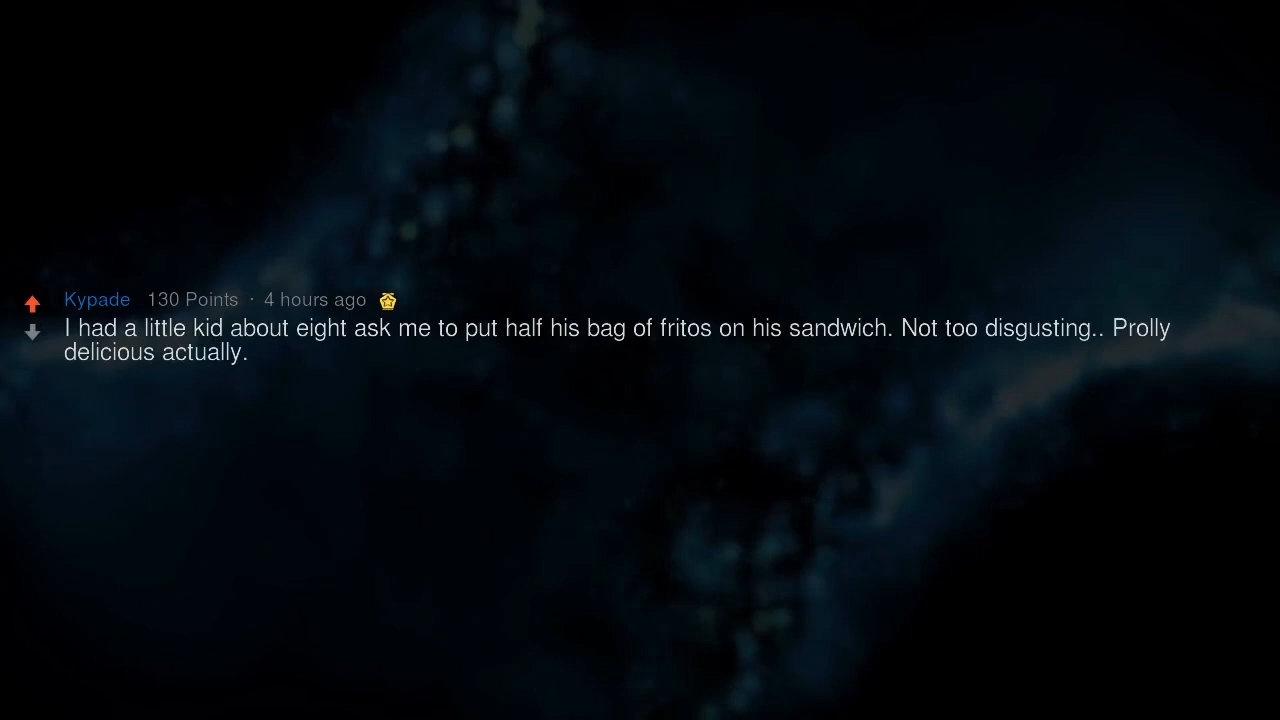 Kypade 130 Points · 4 hours ago
I had a little kid about eight ask me to put half his bag of fritos on his sandwich. Not too disgusting.. Prolly
delicious actually.